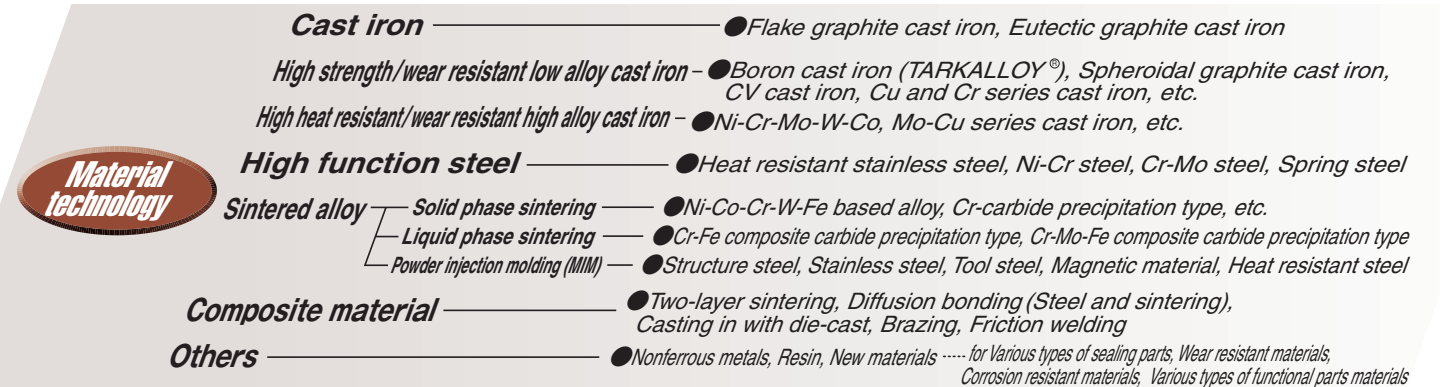 Cast iron ●Flake graphite cast iron, Eutectic graphite cast iron
High strength/wear resistant low alloy cast iron ●Boron cast iron (TARKALLOY®), Spheroidal graphite cast iron,
CV cast iron, Cu and Cr series cast iron, etc.
High heat resistant/wear resistant high alloy cast iron ●Ni-Cr-Mo-W-Co, Mo-Cu series cast iron, etc.
Material
technology
High function steel ●Heat resistant stainless steel, Ni-Cr steel, Cr-Mo steel, Spring steel
Sintered alloy Solid phase sintering ●Ni-Co-Cr-W-Fe based alloy, Cr-carbide precipitation type, etc.
Liquid phase sintering ●Cr-Fe composite carbide precipitation type, Cr-Mo-Fe composite carbide precipitation type
Powder injection molding (MIM) ●Structure steel, Stainless steel, Tool steel, Magnetic material, Heat resistant steel
Composite material ●Two-layer sintering, Diffusion bonding (Steel and sintering),
Casting in with die-cast, Brazing, Friction welding
Others ●Nonferrous metals, Resin, New materials ----- for Various types of sealing parts, Wear resistant materials,
Corrosion resistant materials, Various types of functional parts materials